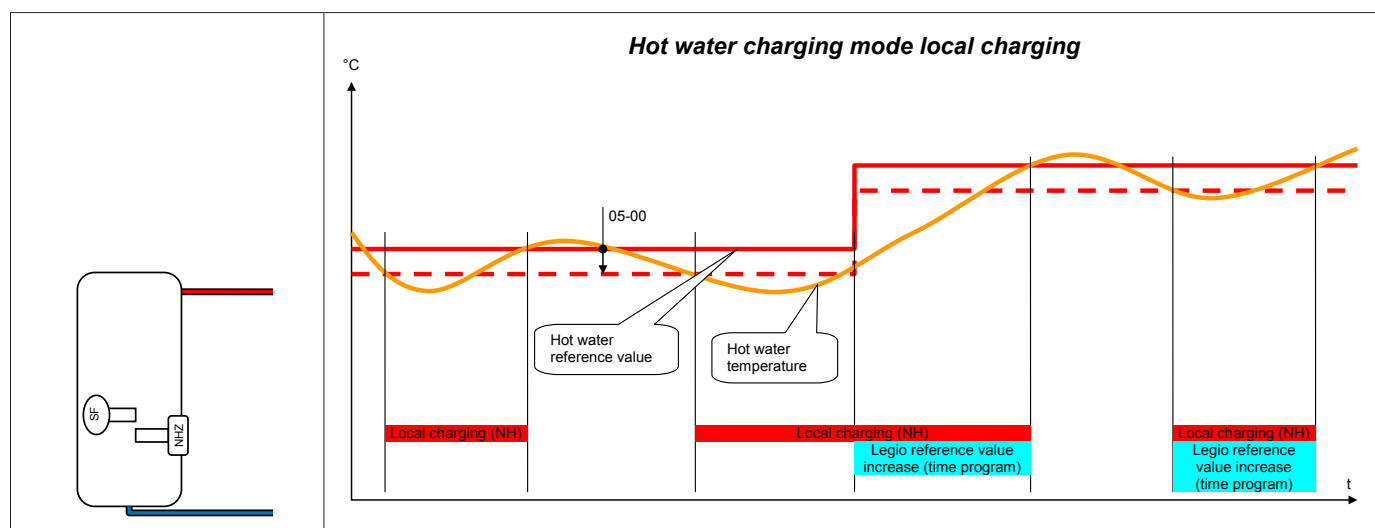 Hot water charging mode local charging
°C
05-00
Hot water
reference value
Hot water
temperature
SF
NHZ
Local charging (NH)
Local charging (NH)
Local charging (NH)
Legio reference value
increase (time program)
Legio reference
value increase
(time program)
t